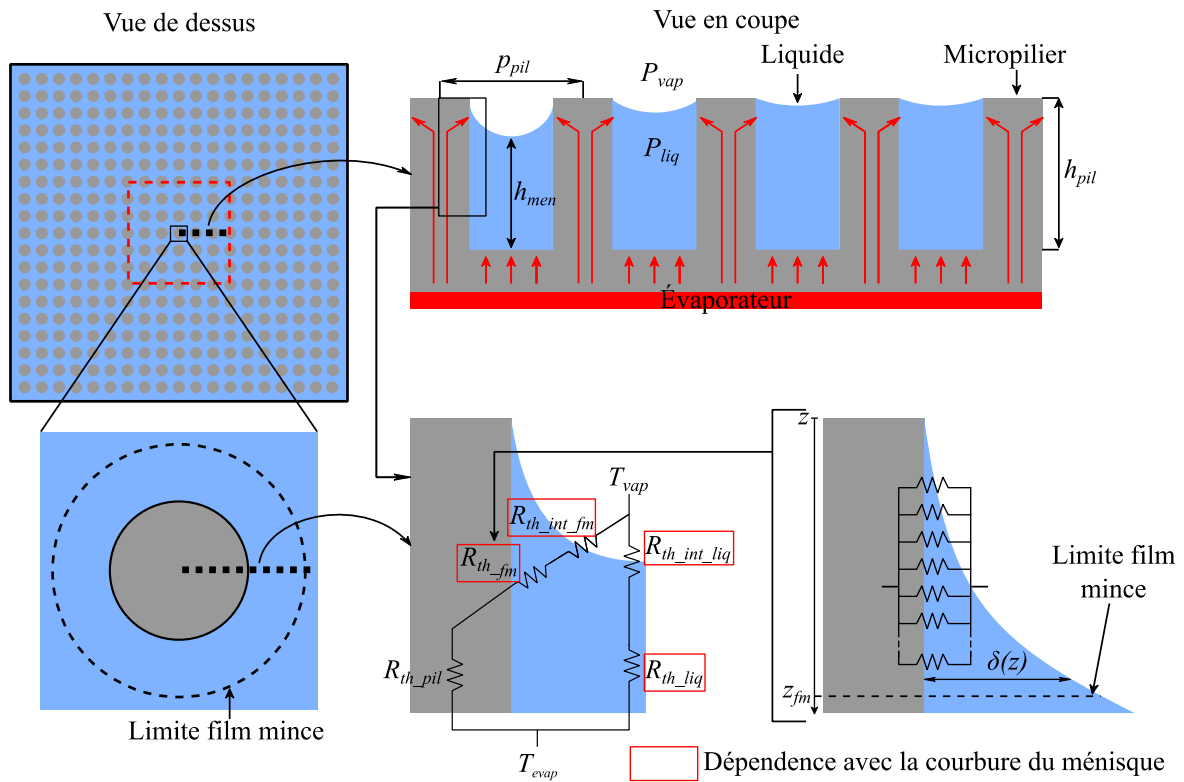 Vue de dessus
Vue en coupe
Liquide
Micropilier
p_pil
P_vap
P_liq
h_men
h_pil
Évaporateur
T_vap
R_th_int_fm
R_th_int_liq
R_th_fm
R_th_pil
R_th_liq
T_evap
z
Limite film
mince
δ(z)
z_fm
Limite film mince
Dépendence avec la courbure du ménisque